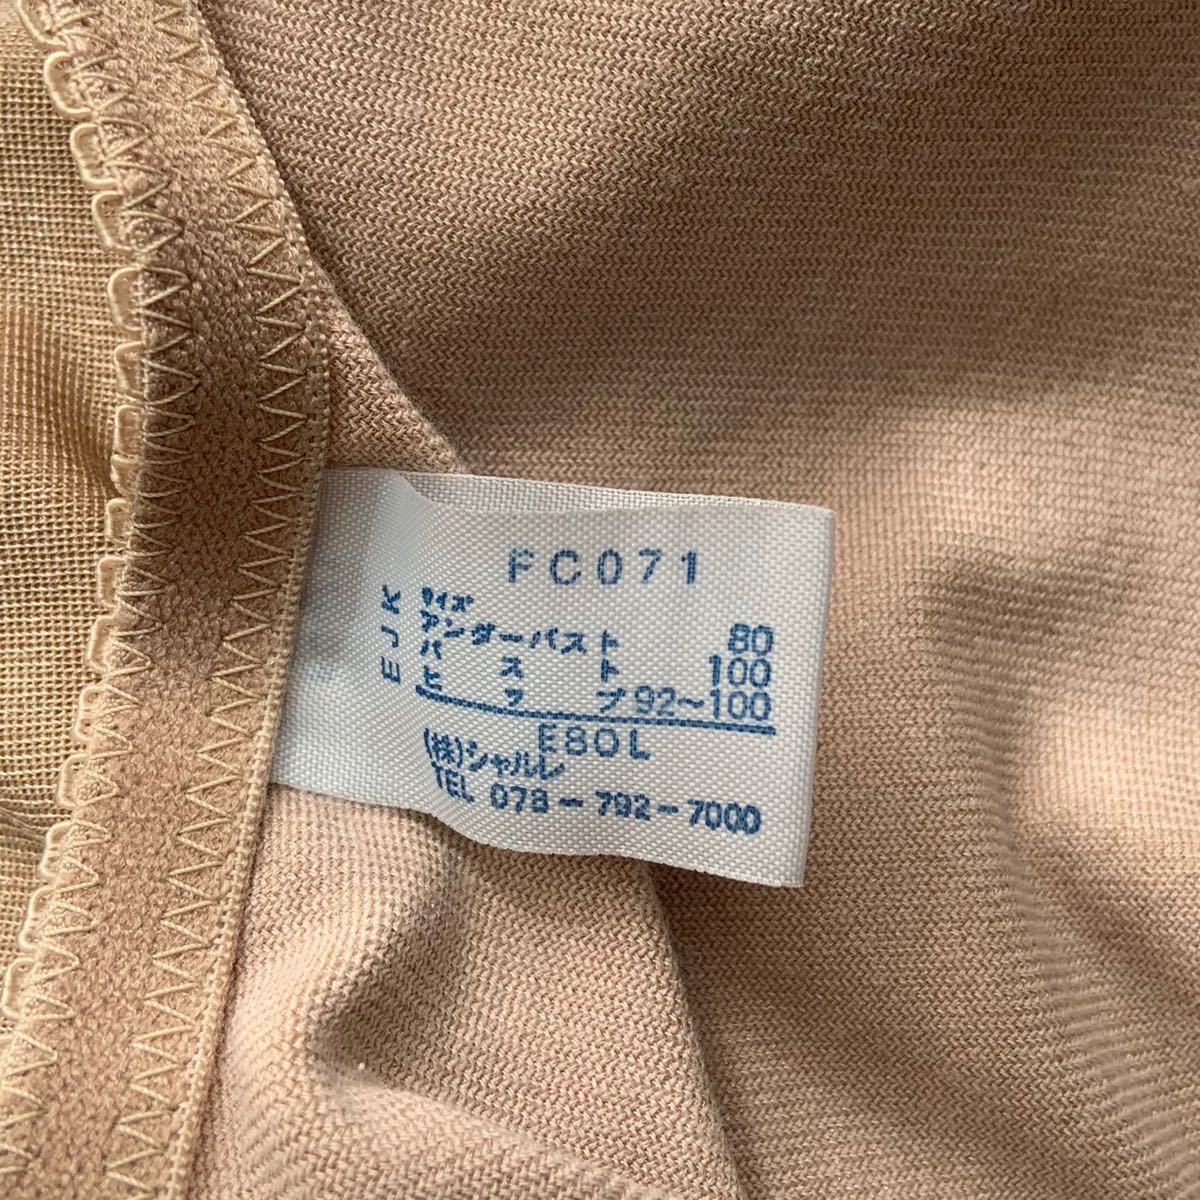 FC071
EJK
サイズ
アンダーバスト 80
バスト 100
ヒップ 92～100
E80L
(株)シャルレ
TEL 078-792-7000